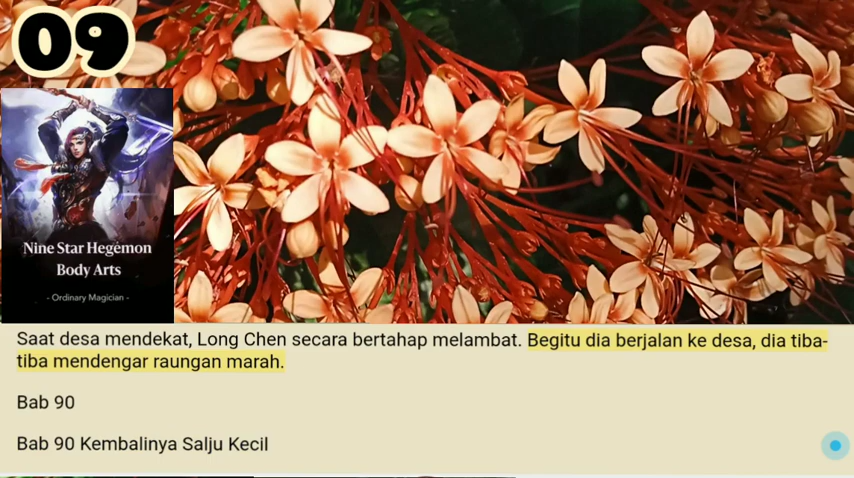 09
Nine Star Hegemon
Body Arts
- Ordinary Magician -
Saat desa mendekat, Long Chen secara bertahap melambat. Begitu dia berjalan ke desa, dia tiba-
tiba mendengar raungan marah.
Bab 90
Bab 90 Kembalinya Salju Kecil